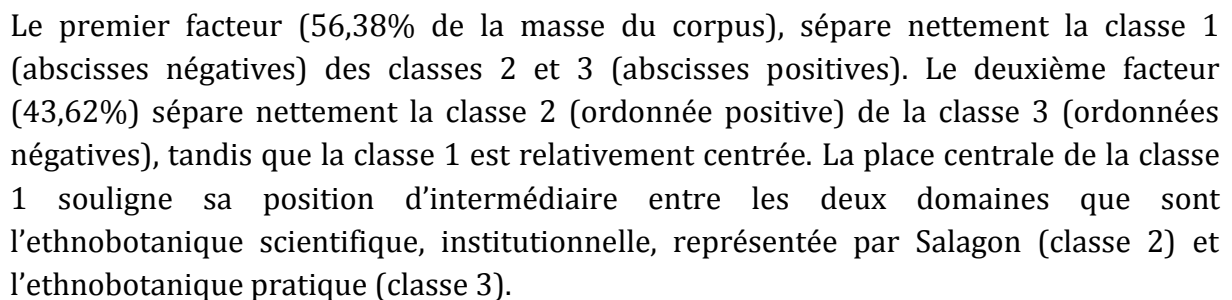 Le premier facteur (56,38% de la masse du corpus), sépare nettement la classe 1
(abscisses négatives) des classes 2 et 3 (abscisses positives). Le deuxième facteur
(43,62%) sépare nettement la classe 2 (ordonnée positive) de la classe 3 (ordonnées
négatives), tandis que la classe 1 est relativement centrée. La place centrale de la classe
1 souligne sa position d’intermédiaire entre les deux domaines que sont
l’ethnobotanique scientifique, institutionnelle, représentée par Salagon (classe 2) et
l’ethnobotanique pratique (classe 3).